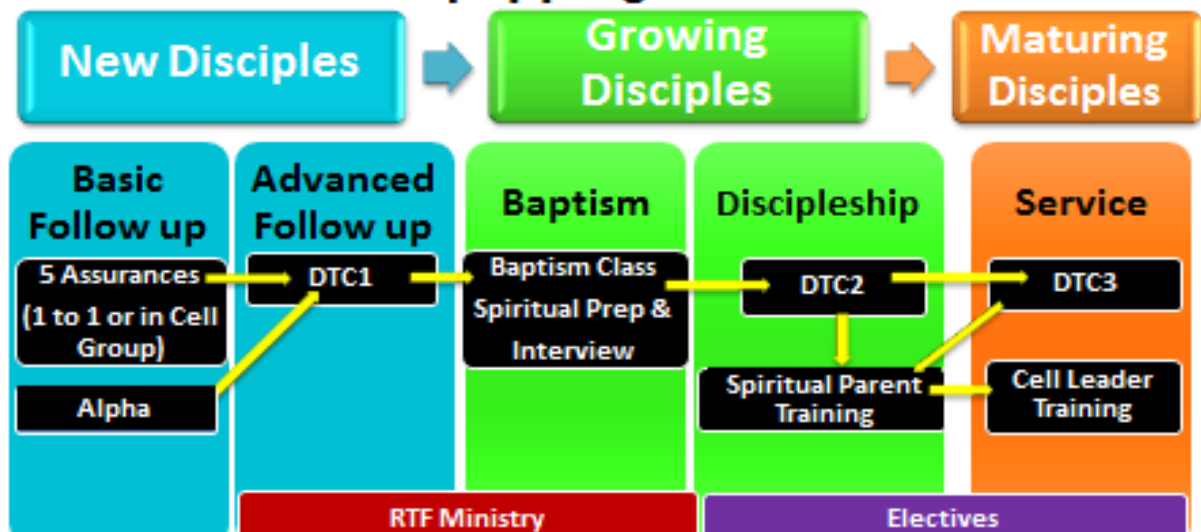 New Disciples
Growing
Disciples
Maturing
Disciples
Basic
Follow up
5 Assurances
(1 to 1 or in Cell
Group)
Alpha
Advanced
Follow up
DTC1
Baptism
Baptism Class
Spiritual Prep &
Interview
Discipleship
DTC2
Spiritual Parent
Training
Service
DTC3
Cell Leader
Training
RTF Ministry
Electives